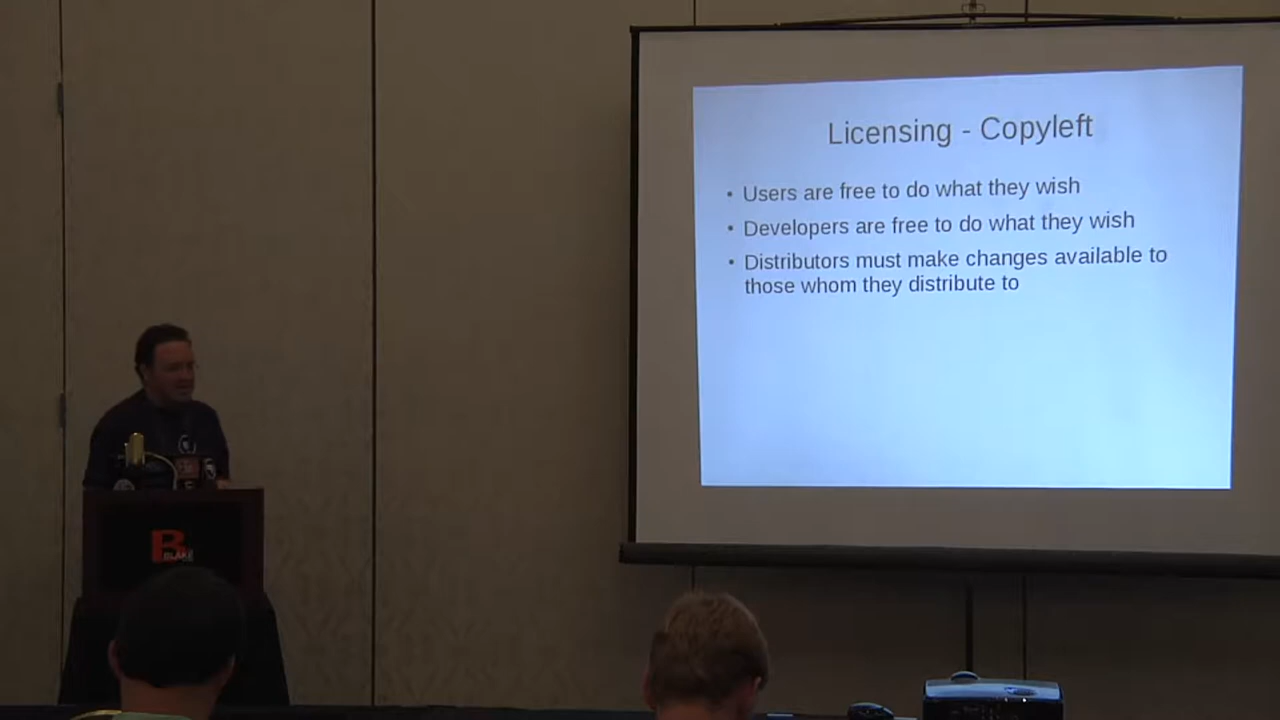 Licensing - Copyleft
• Users are free to do what they wish
• Developers are free to do what they wish
• Distributors must make changes available to
those whom they distribute to
B
BLAKE